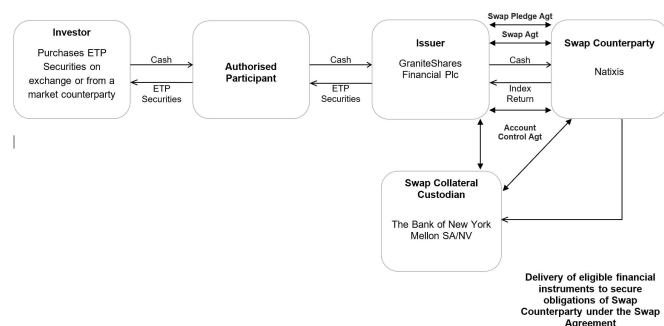 Investor
Purchases ETP
Securities on
exchange or from a
market counterparty
Cash
ETP
Securities
Authorised
Participant
Cash
ETP
Securities
Issuer
GraniteShares
Financial Plc
Swap Pledge Agt
Swap Agt
Cash
Index
Return
Account
Control Agt
Swap Counterparty
Natixis
Swap Collateral
Custodian
The Bank of New York
Mellon SA/NV
Delivery of eligible financial
instruments to secure
obligations of Swap
Counterparty under the Swap
Agreement